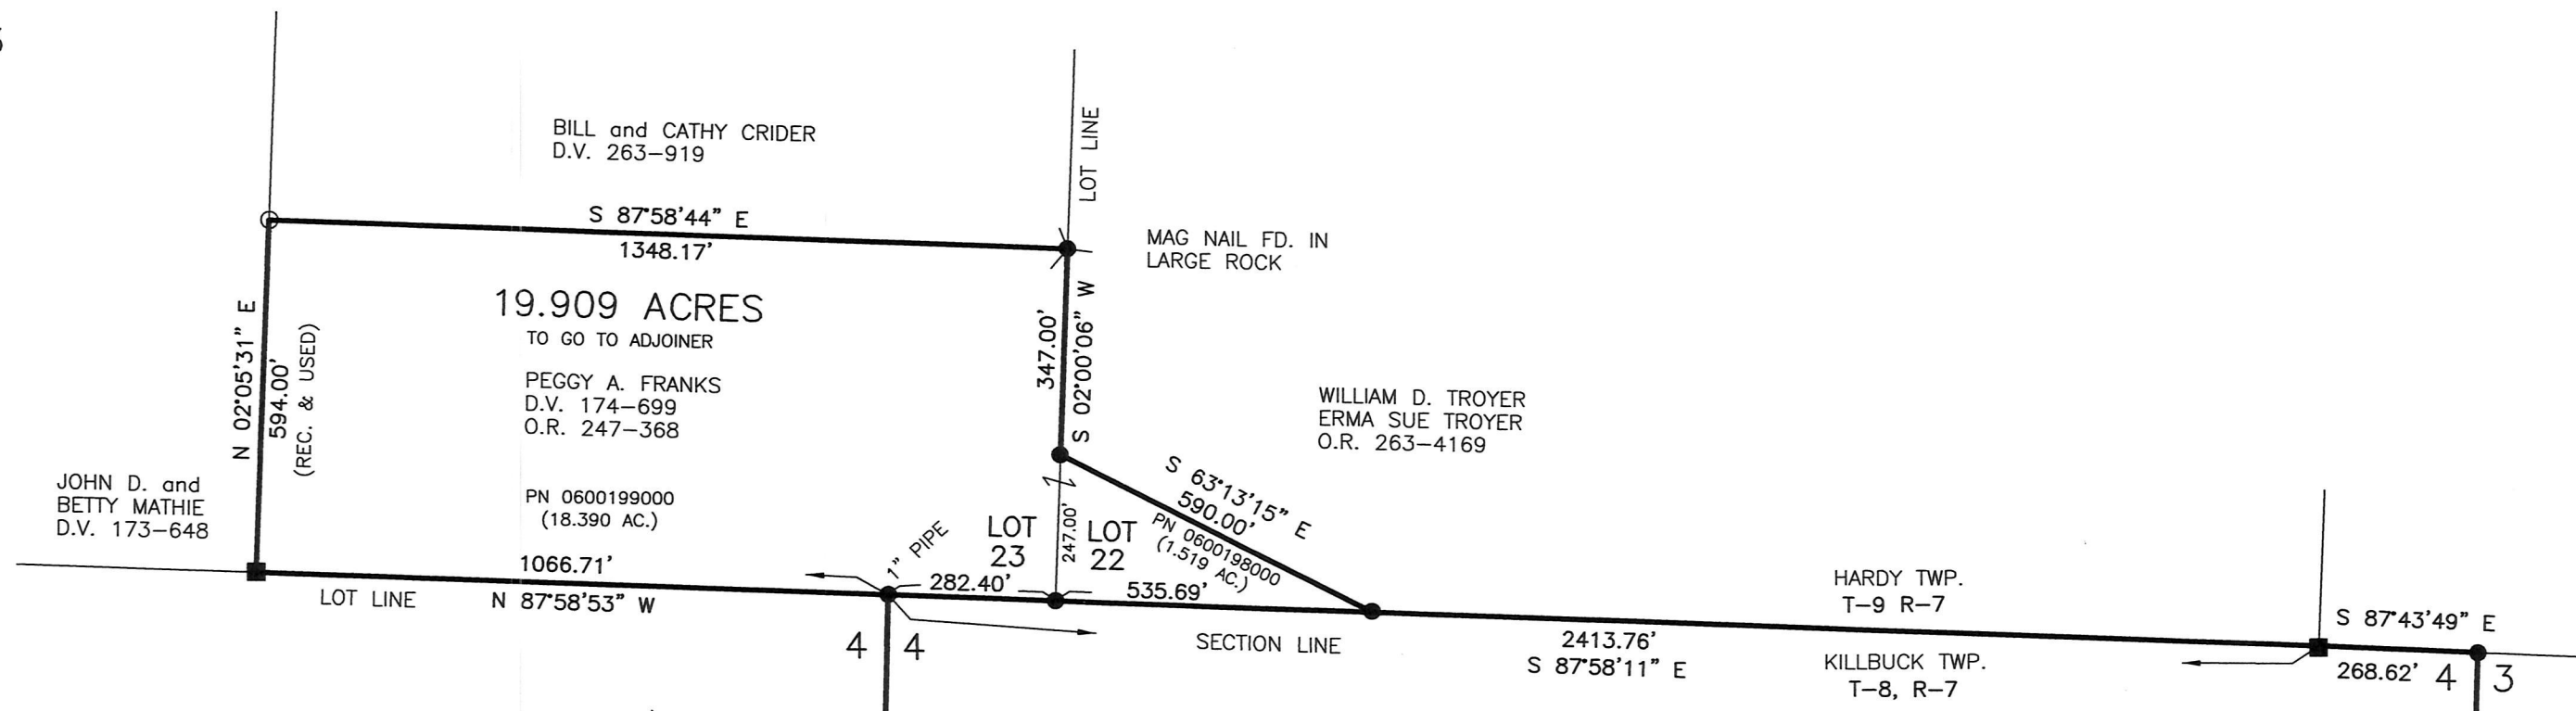 BILL and CATHY CRIDER
D.V. 263-919
LOT LINE
S 87°58'44" E
1348.17'
MAG NAIL FD. IN
LARGE ROCK
19.909 ACRES
TO GO TO ADJOINER
PEGGY A. FRANKS
D.V. 174-699
O.R. 247-368
N 02°05'31" E
594.00'
(REC. & USED)
347.00'
S 02°00'06" W
WILLIAM D. TROYER
ERMA SUE TROYER
O.R. 263-4169
JOHN D. and
BETTY MATHIE
D.V. 173-648
PN 0600199000
(18.390 AC.)
S 63°13'15" E
590.00'
PN 0600198000
(1.519 AC.)
LOT
23
247.00'
LOT
22
1" PIPE
1066.71'
282.40'
535.69'
LOT LINE
N 87°58'53" W
HARDY TWP.
T-9 R-7
S 87°43'49" E
4
4
SECTION LINE
2413.76'
S 87°58'11" E
KILLBUCK TWP.
T-8, R-7
268.62'
4
3